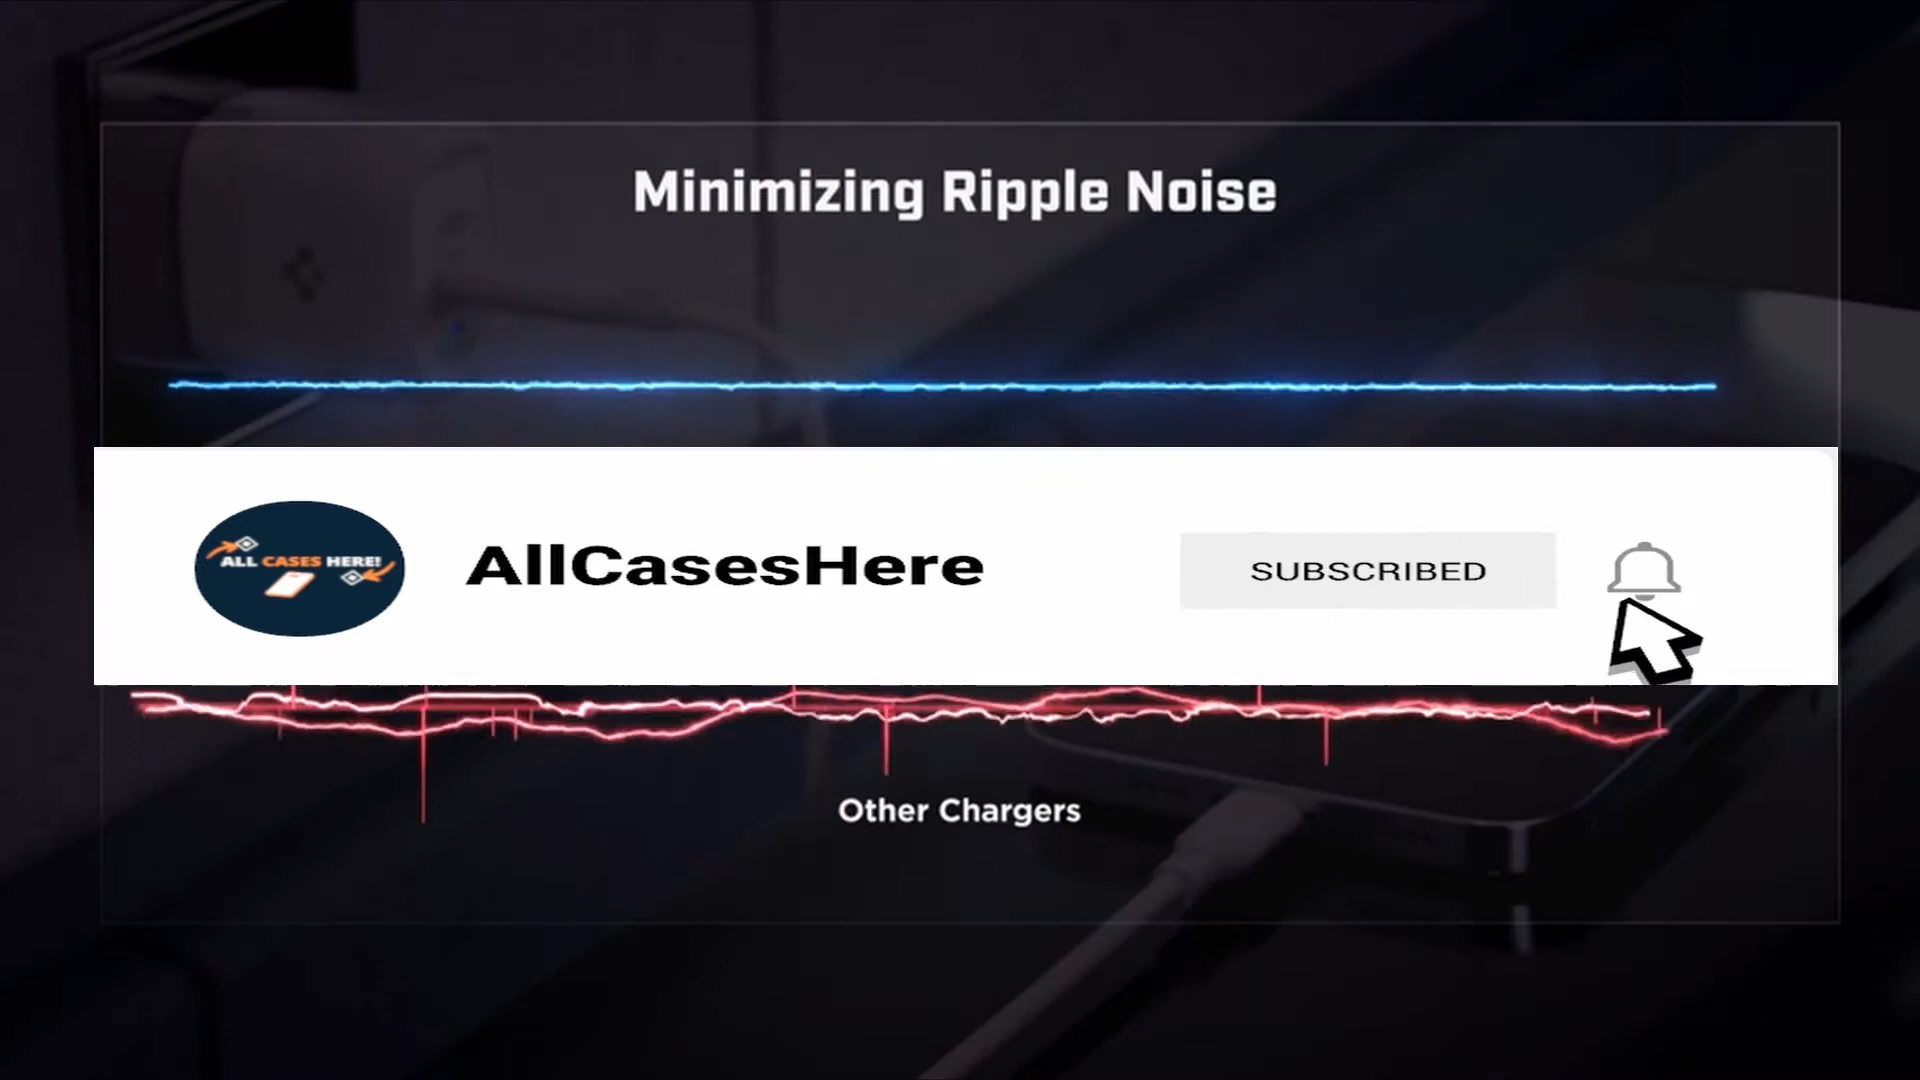 Minimizing Ripple Noise
ALL CASES HERE!
AllCasesHere
SUBSCRIBED
Other Chargers